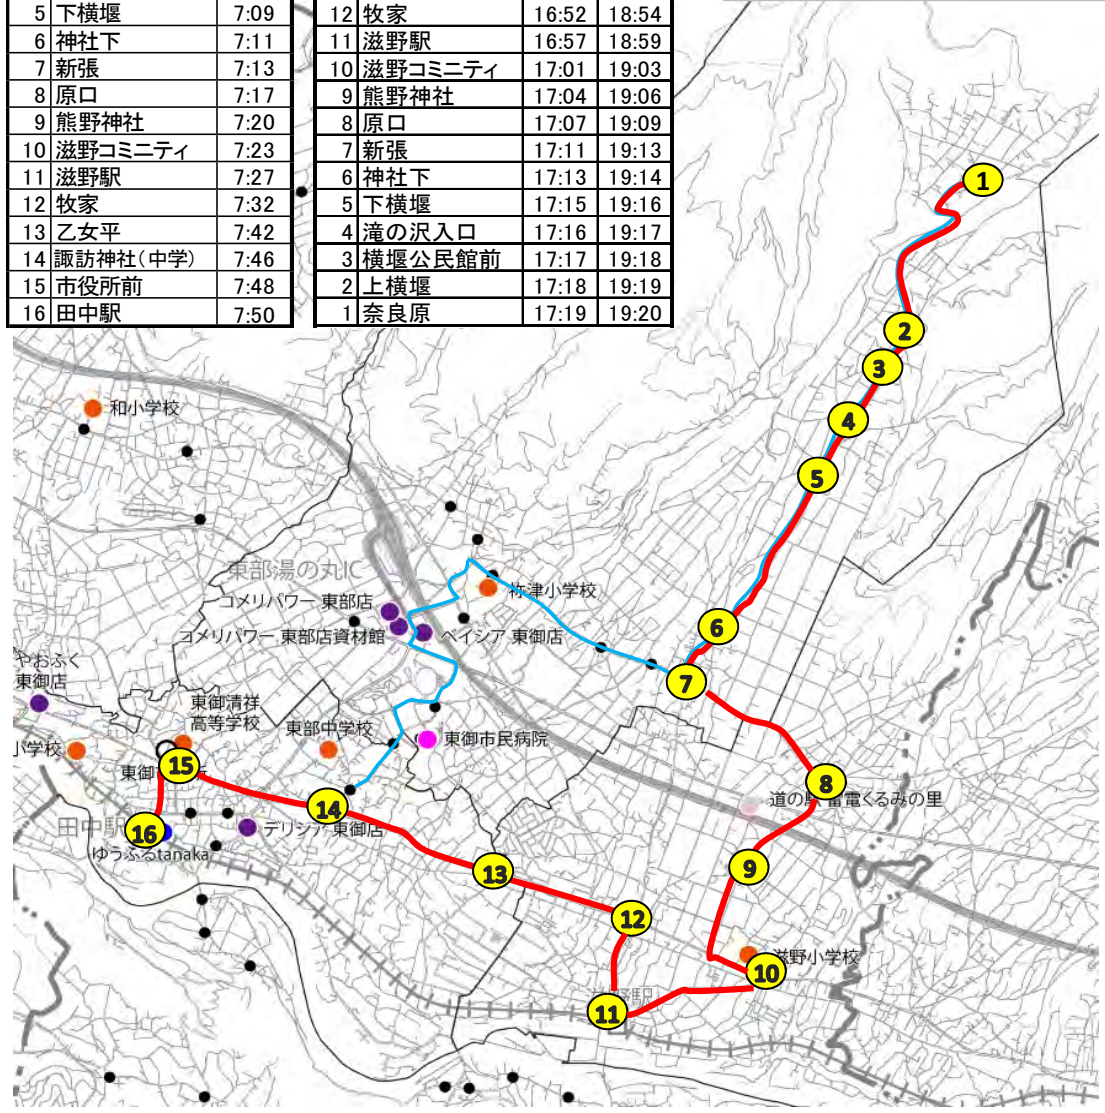 5 下横堰 7:09
6 神社下 7:11
7 新張 7:13
8 原口 7:17
9 熊野神社 7:20
10 滋野コミニティ 7:23
11 滋野駅 7:27
12 牧家 7:32
13 乙女平 7:42
14 諏訪神社(中学) 7:46
15 市役所前 7:48
16 田中駅 7:50
12 牧家 16:52 18:54
11 滋野駅 16:57 18:59
10 滋野コミニティ 17:01 19:03
9 熊野神社 17:04 19:06
8 原口 17:07 19:09
7 新張 17:11 19:13
6 神社下 17:13 19:14
5 下横堰 17:15 19:16
4 滝の沢入口 17:16 19:17
3 横堰公民館前 17:17 19:18
2 上横堰 17:18 19:19
1 奈良原 17:19 19:20
1
2
3
4
5
6
7
8
9
10
11
12
13
14
15
16
和小学校
東部湯の丸IC
コメリパワー 東部店
コメリパワー 東部店資材館
ベイシア 東御店
祢津小学校
やおふく
東御店
東御清祥
高等学校
東部中学校
東御市民病院
小学校
東御
田中駅
ゆうふるtanaka
デリシア 東御店
道の駅 雷電くるみの里
滋野小学校